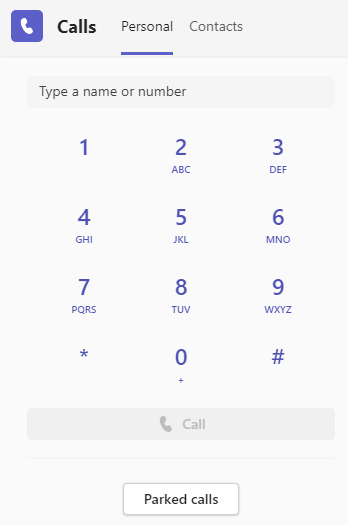 Calls Personal Contacts
Type a name or number
1 2 3
ABC DEF
4 5 6
GHI JKL MNO
7 8 9
PQRS TUV WXYZ
* 0 #
+
Call
Parked calls